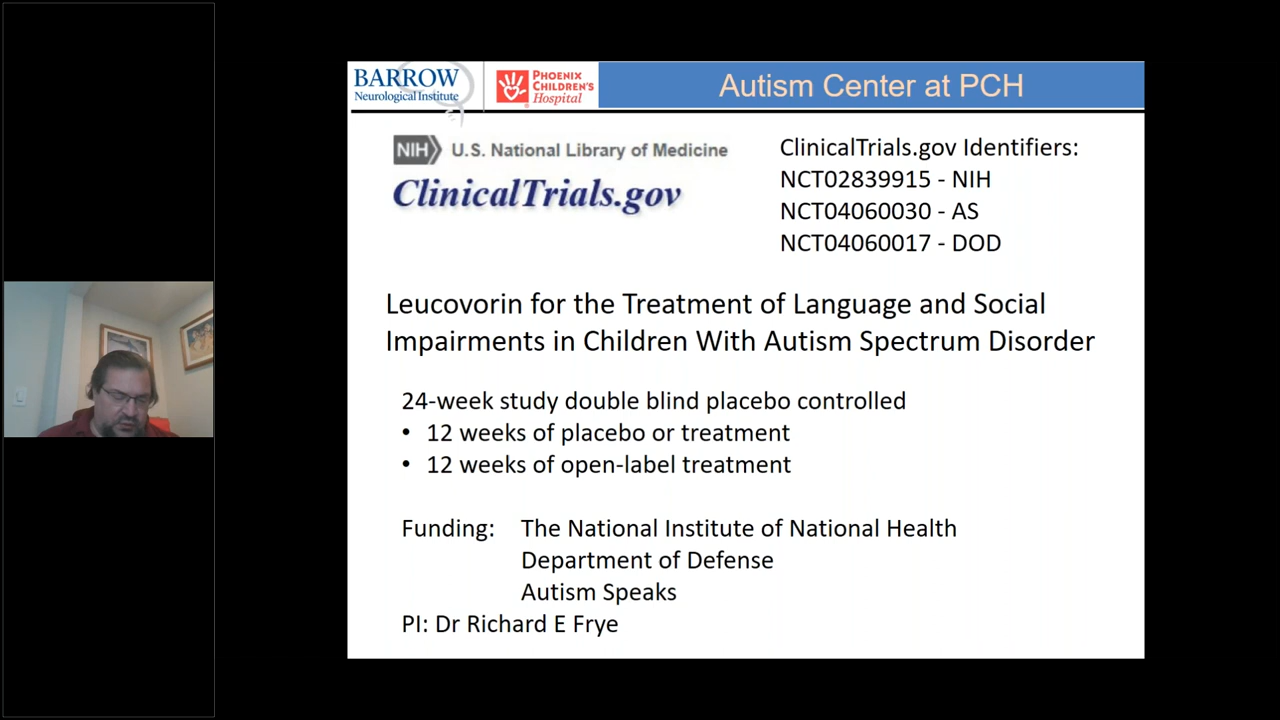 BARROW
Neurological Institute
PHOENIX
CHILDREN'S
Hospital
Autism Center at PCH
NIH U.S. National Library of Medicine
ClinicalTrials.gov
ClinicalTrials.gov Identifiers:
NCT02839915 - NIH
NCT04060030 - AS
NCT04060017 - DOD
Leucovorin for the Treatment of Language and Social
Impairments in Children With Autism Spectrum Disorder
24-week study double blind placebo controlled
• 12 weeks of placebo or treatment
• 12 weeks of open-label treatment
Funding: The National Institute of National Health
Department of Defense
Autism Speaks
PI: Dr Richard E Frye